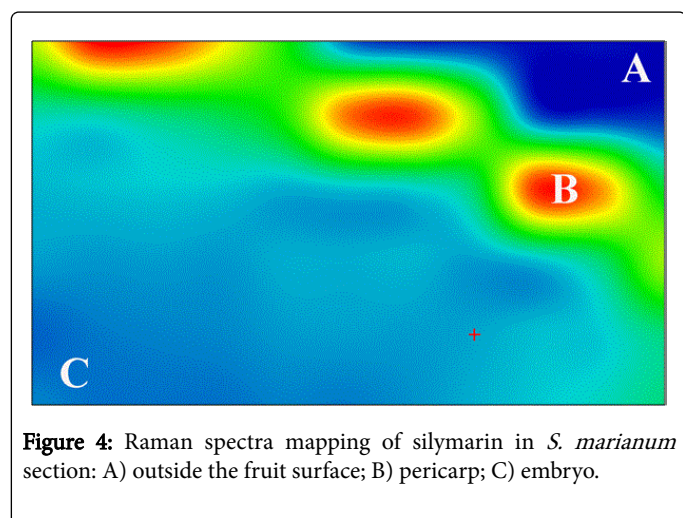 A
B
C
Figure 4: Raman spectra mapping of silymarin in S. marianum
section: A) outside the fruit surface; B) pericarp; C) embryo.